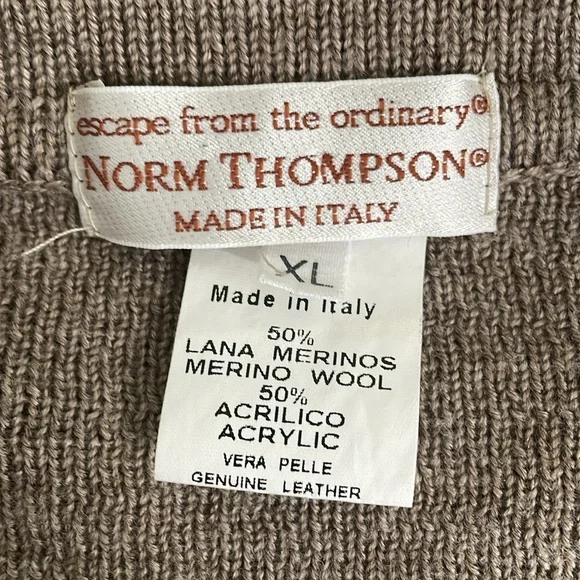 escape from the ordinary®
NORM THOMPSON®
MADE IN ITALY
XL
Made in Italy
50%
LANA MERINOS
MERINO WOOL
50%
ACRILICO
ACRYLIC
VERA PELLE
GENUINE LEATHER